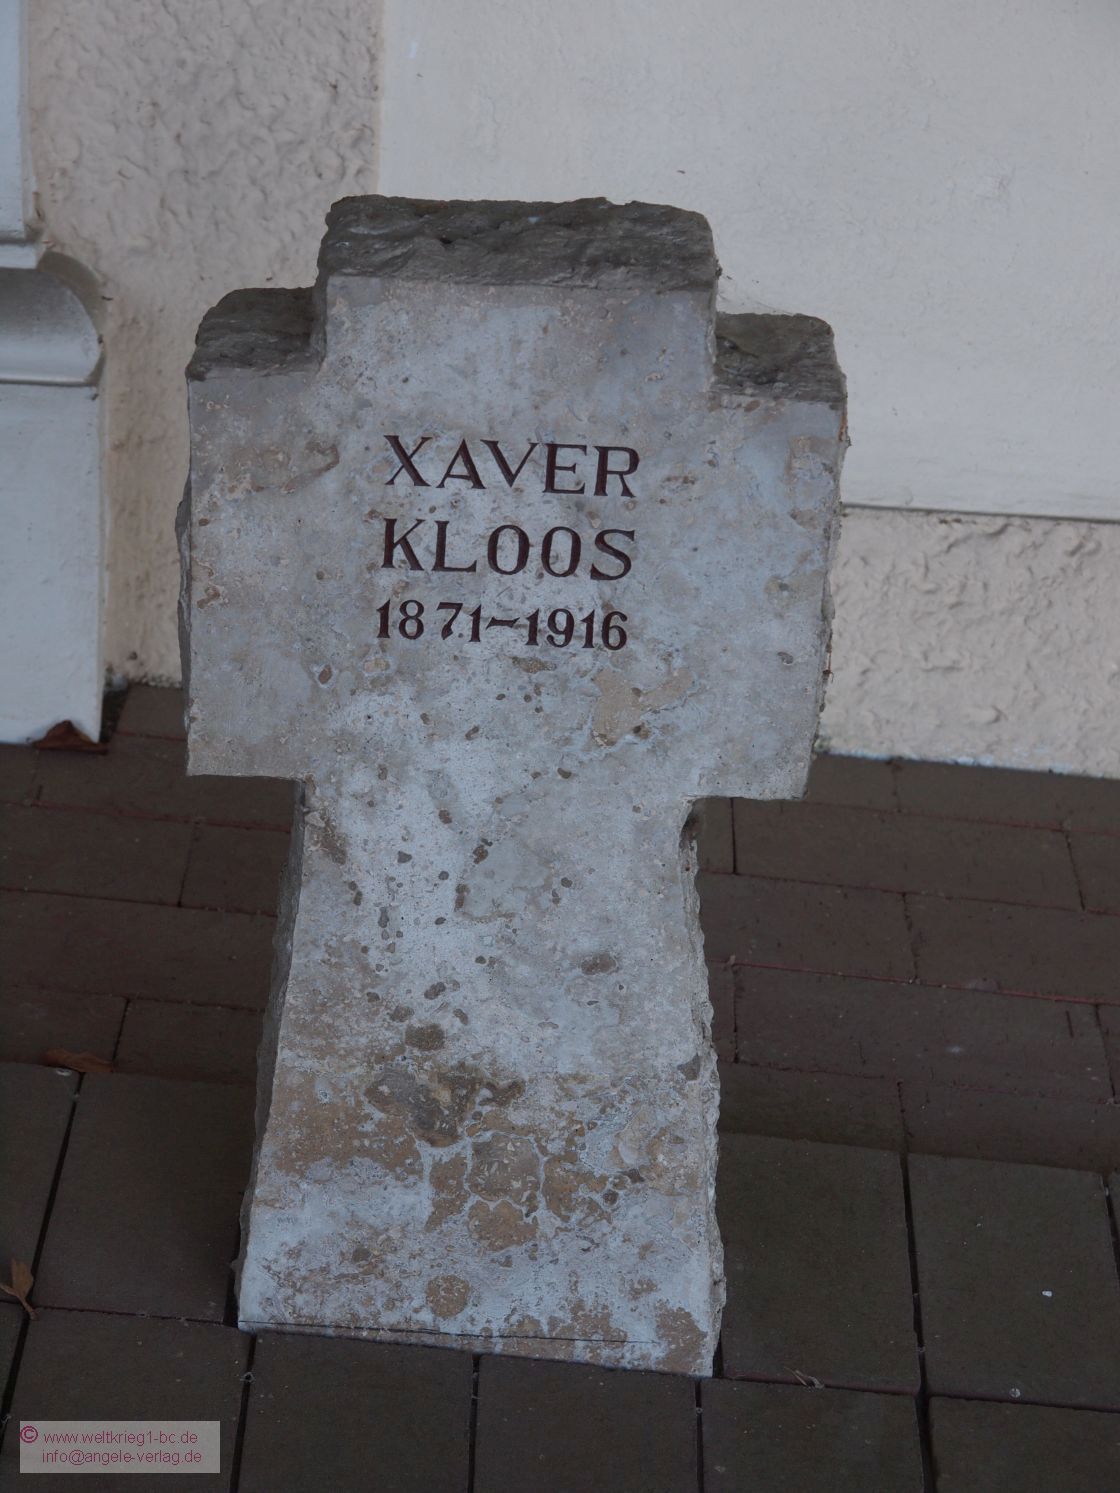 XAVER
KLOOS
1871-1916
© www.weltkrieg1-bc.de
info@angele-verlag.de